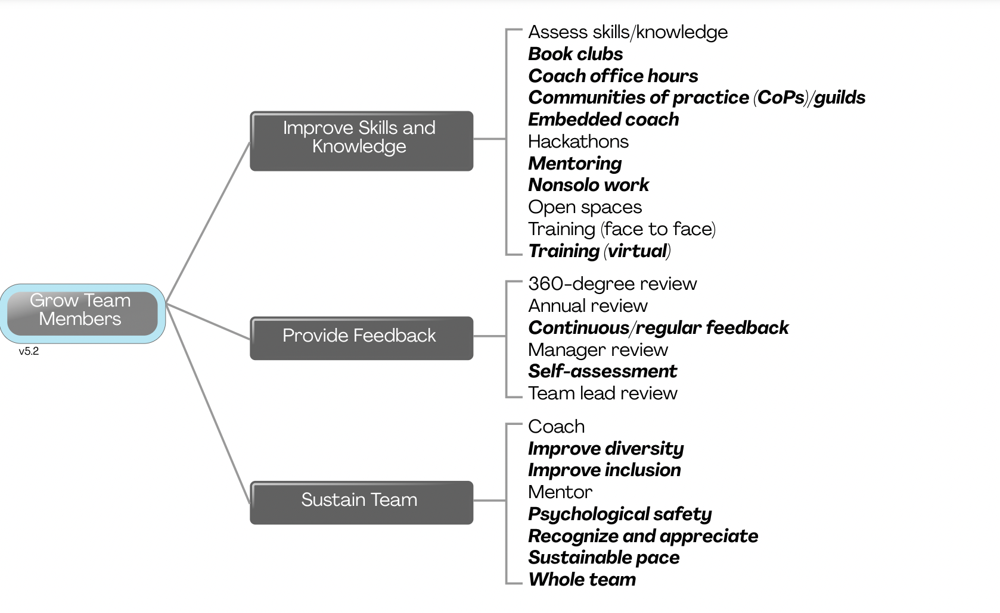 Grow Team
Members
v5.2
Improve Skills and
Knowledge
Assess skills/knowledge
Book clubs
Coach office hours
Communities of practice (CoPs)/guilds
Embedded coach
Hackathons
Mentoring
Nonsolo work
Open spaces
Training (face to face)
Training (virtual)
Provide Feedback
360-degree review
Annual review
Continuous/regular feedback
Manager review
Self-assessment
Team lead review
Sustain Team
Coach
Improve diversity
Improve inclusion
Mentor
Psychological safety
Recognize and appreciate
Sustainable pace
Whole team